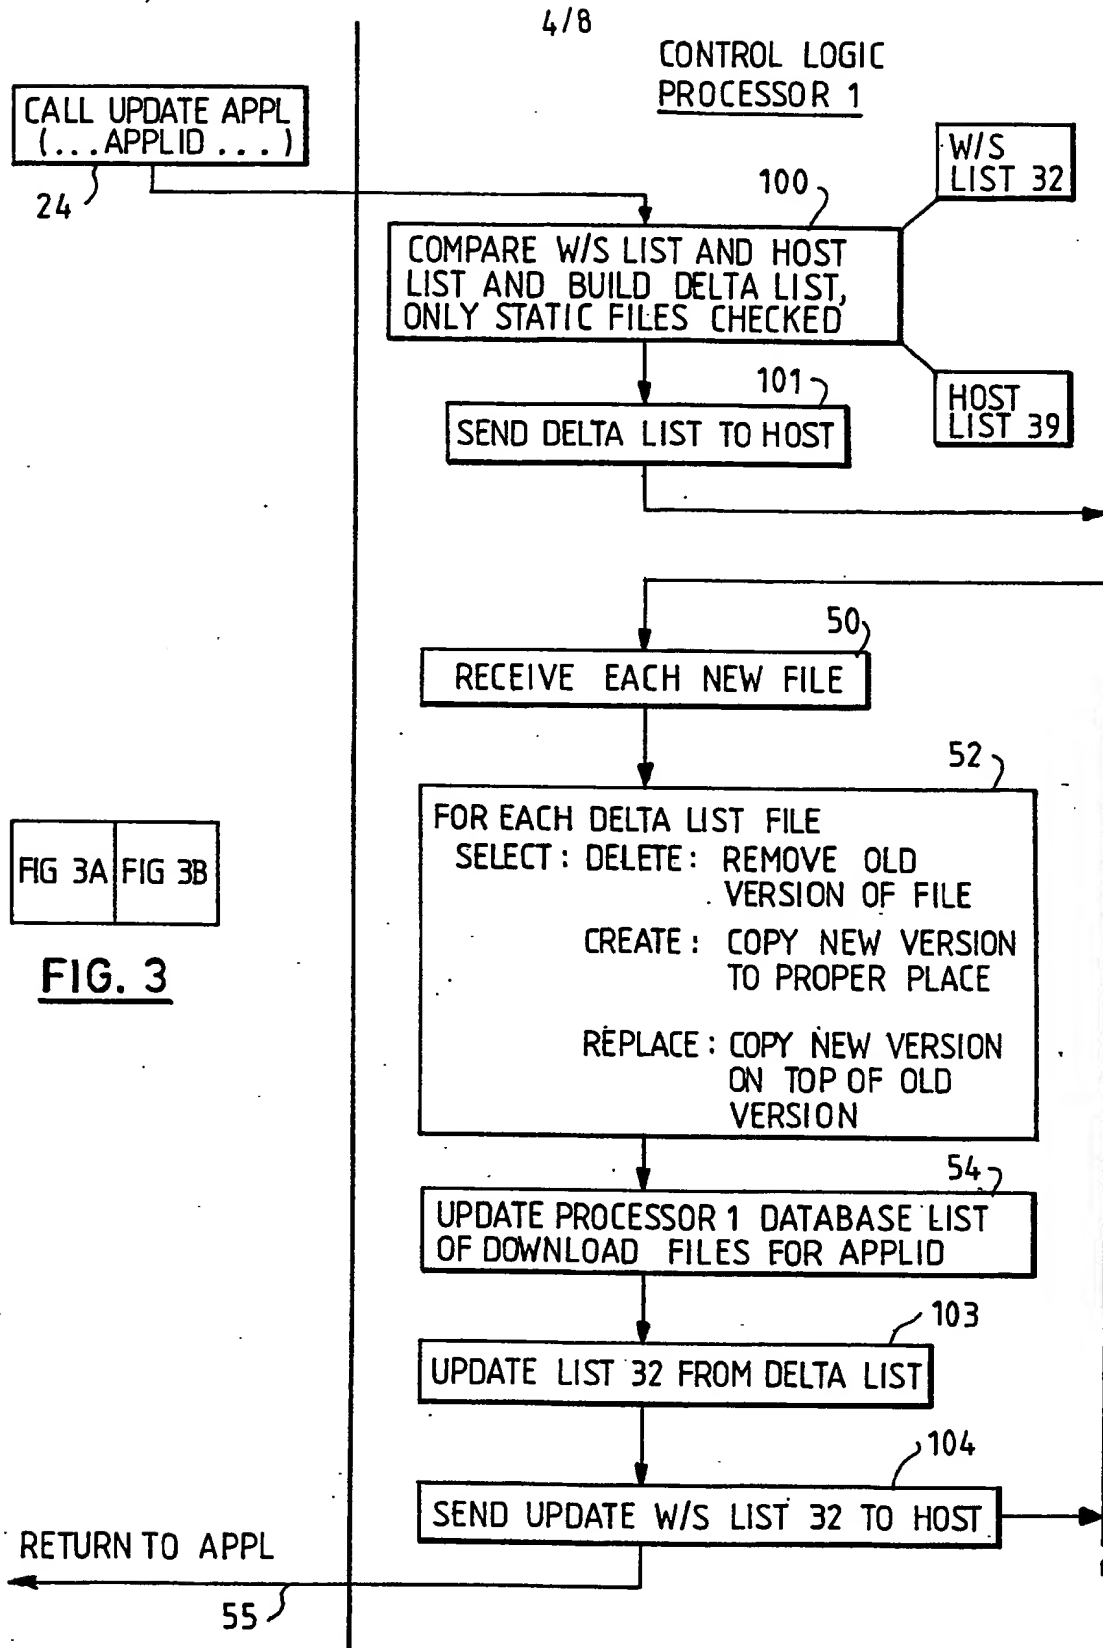 4/8
CONTROL LOGIC
PROCESSOR 1
CALL UPDATE APPL
(...APPLID...)
24
W/S
LIST 32
100
COMPARE W/S LIST AND HOST
LIST AND BUILD DELTA LIST,
ONLY STATIC FILES CHECKED
101
HOST
LIST 39
SEND DELTA LIST TO HOST
50
RECEIVE EACH NEW FILE
52
FOR EACH DELTA LIST FILE
SELECT: DELETE: REMOVE OLD
VERSION OF FILE
CREATE: COPY NEW VERSION
TO PROPER PLACE
REPLACE: COPY NEW VERSION
ON TOP OF OLD
VERSION
FIG 3A FIG 3B
FIG. 3
54
UPDATE PROCESSOR 1 DATABASE LIST
OF DOWNLOAD FILES FOR APPLID
103
UPDATE LIST 32 FROM DELTA LIST
104
SEND UPDATE W/S LIST 32 TO HOST
RETURN TO APPL
55